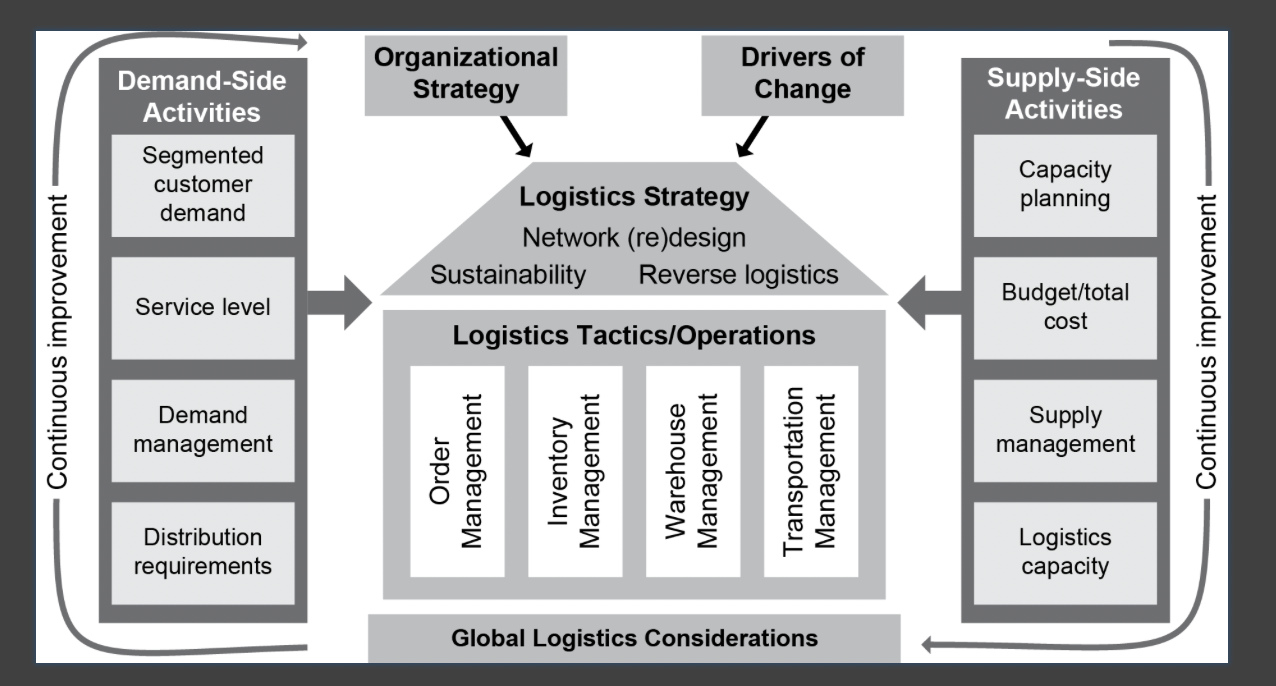 Continuous improvement
Demand-Side
Activities
Segmented
customer
demand
Service level
Demand
management
Distribution
requirements
Organizational
Strategy
Drivers of
Change
Logistics Strategy
Network (re)design
Sustainability
Reverse logistics
Logistics Tactics/Operations
Order
Management
Inventory
Management
Warehouse
Management
Transportation
Management
Global Logistics Considerations
Supply-Side
Activities
Capacity
planning
Budget/total
cost
Supply
management
Logistics
capacity
Continuous improvement